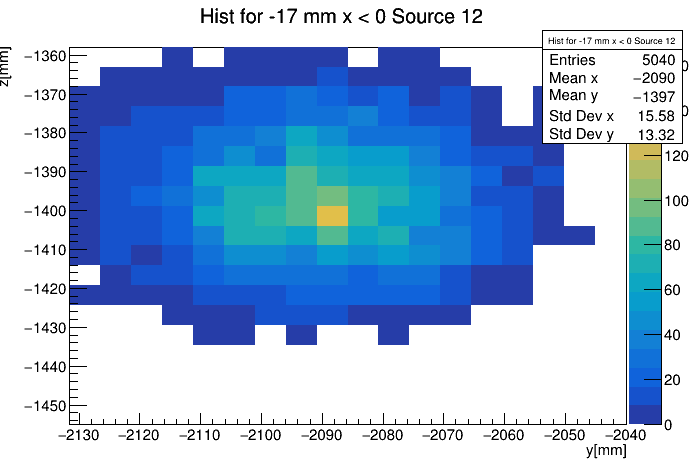 Hist for -17 mm x < 0 Source 12
Hist for -17 mm x < 0 Source 12
Entries 5040
Mean x −2090
Mean y −1397
Std Dev x 15.58
Std Dev y 13.32
z[mm]
−1360
−1370
−1380
−1390
−1400
−1410
−1420
−1430
−1440
−1450
−2130 −2120 −2110 −2100 −2090 −2080 −2070 −2060 −2050 −2040
y[mm]
0
0
120
100
80
60
40
20
0